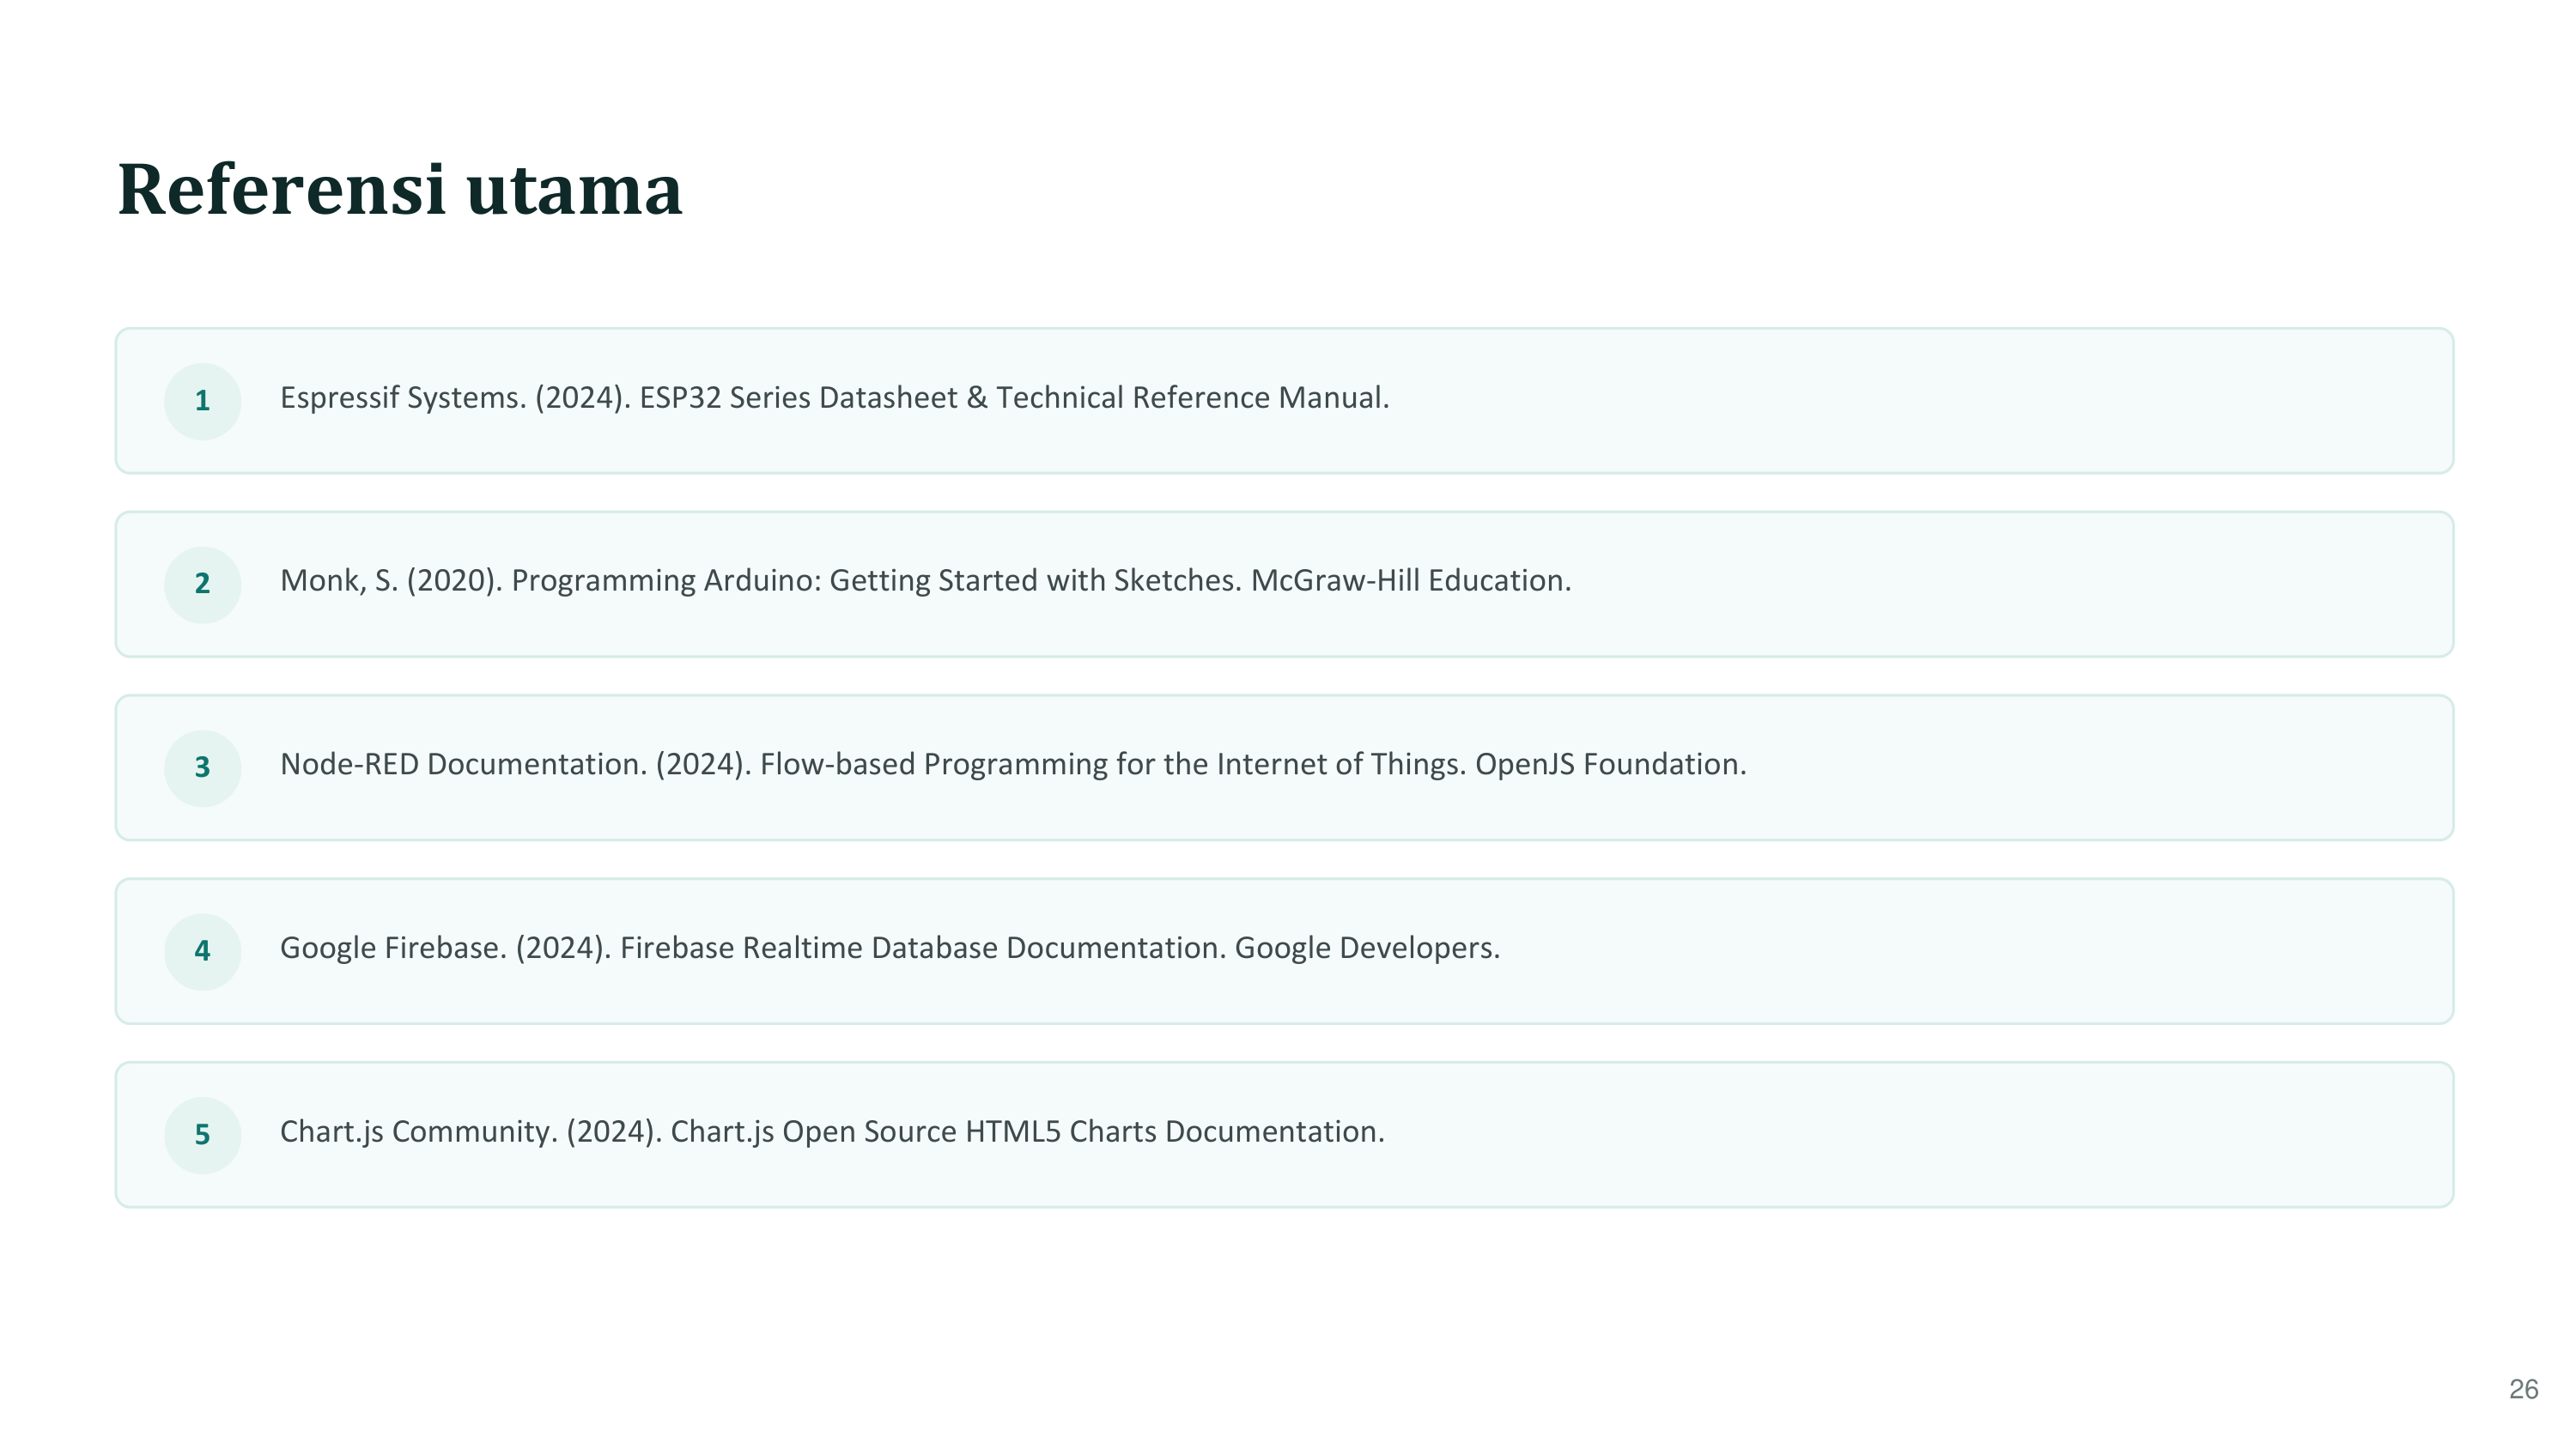 Referensi utama
1
Espressif Systems. (2024). ESP32 Series Datasheet & Technical Reference Manual.
2
Monk, S. (2020). Programming Arduino: Getting Started with Sketches. McGraw-Hill Education.
3
Node-RED Documentation. (2024). Flow-based Programming for the Internet of Things. OpenJS Foundation.
4
Google Firebase. (2024). Firebase Realtime Database Documentation. Google Developers.
5
Chart.js Community. (2024). Chart.js Open Source HTML5 Charts Documentation.
26